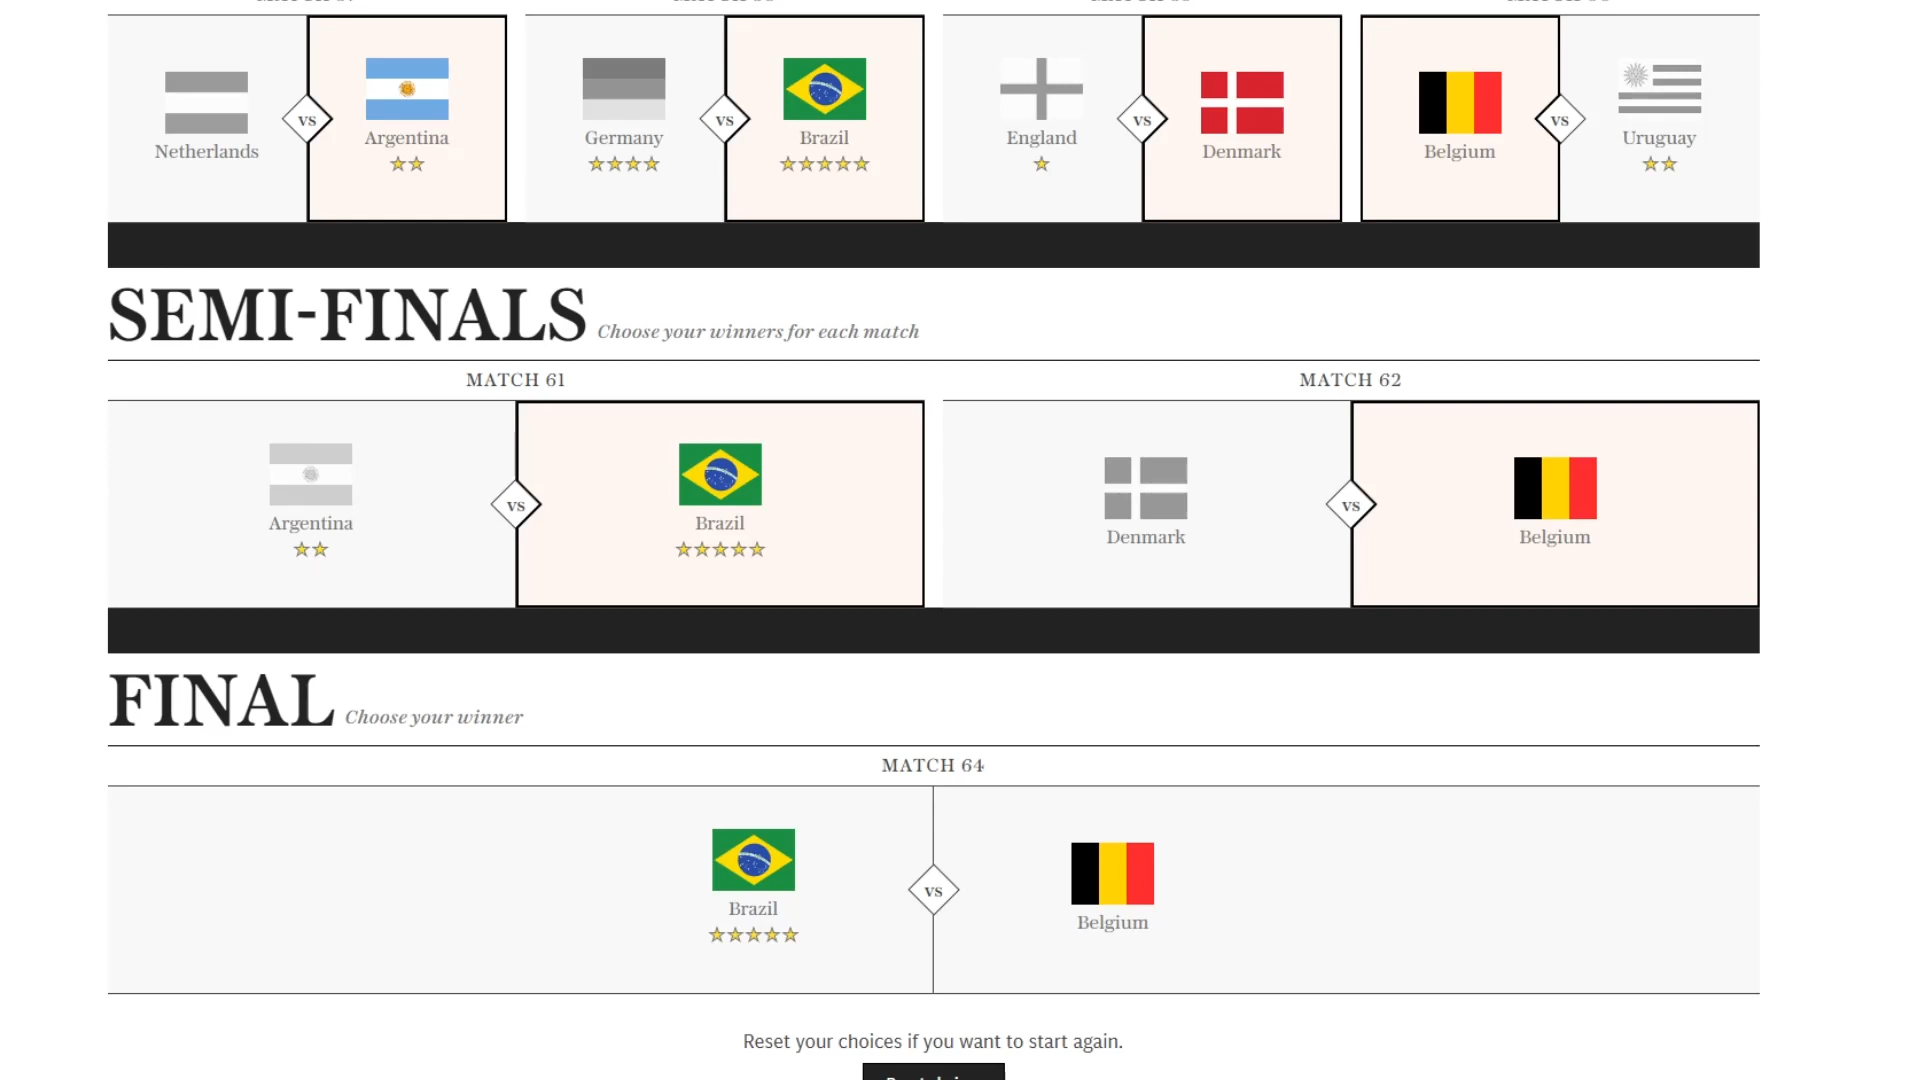 VS
VS
VS
VS
Argentina
Germany
Brazil
England
Uruguay
Netherlands
Denmark
Belgium
SEMI-FINALS Choose your winners for each match
MATCH 61
MATCH 62
VS
VS
Argentina
Brazil
Denmark
Belgium
FINAL Choose your winner
MATCH 64
VS
Brazil
Belgium
Reset your choices if you want to start again.